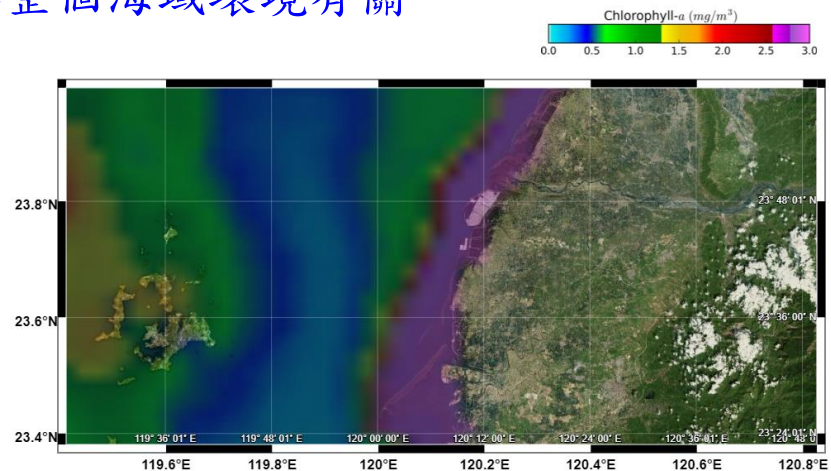 整個海域環境有關
Chlorophyll-a (mg/m³)
0.0 0.5 1.0 1.5 2.0 2.5 3.0
23.8°N
23° 48' 01" N
23.6°N
23° 36' 00" N
23.4°N
23° 24' 01" N
119° 36' 01" E 119° 48' 01" E 120° 00' 00" E 120° 12' 00" E 120° 24' 00" E 120° 36' 01" E
119.6°E 119.8°E 120°E 120.2°E 120.4°E 120.6°E 120.8°E